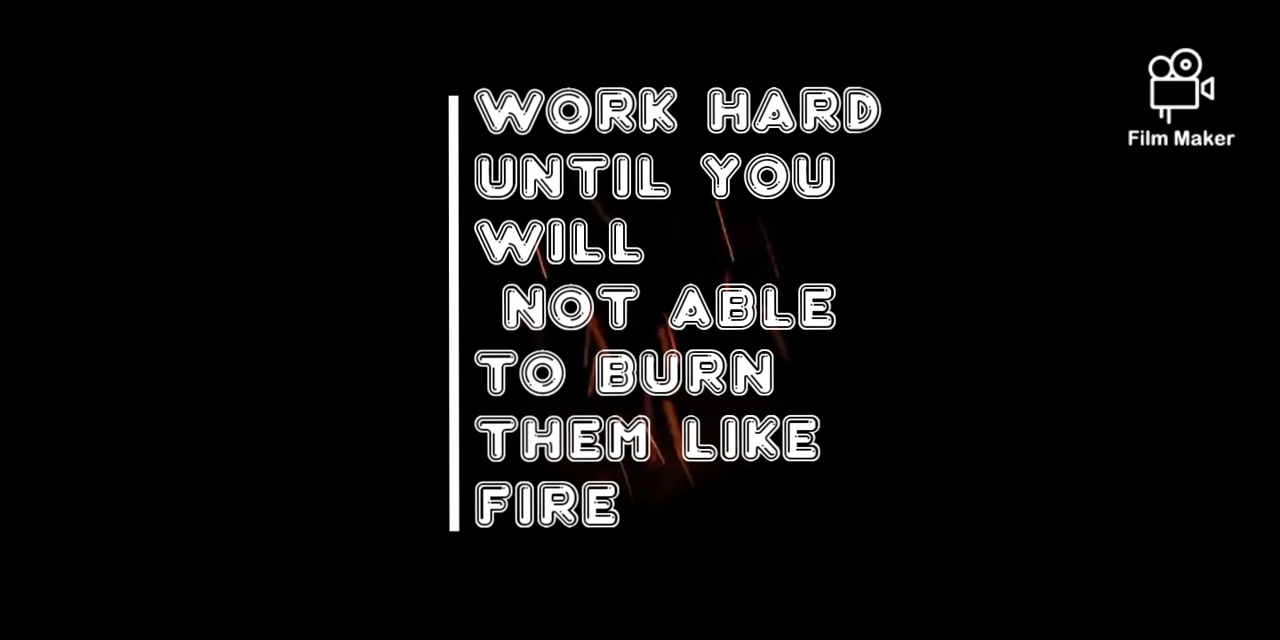 WORK HARD
UNTIL YOU
WILL
NOT ABLE
TO BURN
THEM LIKE
FIRE
Film Maker